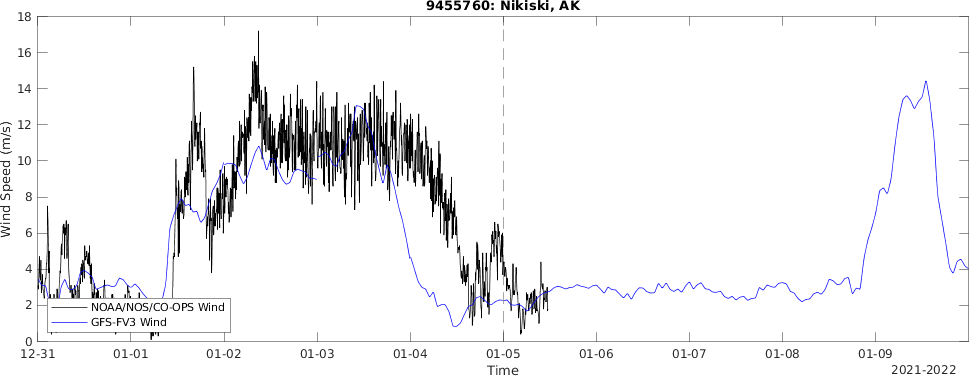 9455760: Nikiski, AK
18
16
14
12
10
8
6
4
2
0
Wind Speed (m/s)
NOAA/NOS/CO-OPS Wind
GFS-FV3 Wind
12-31 01-01 01-02 01-03 01-04 01-05 01-06 01-07 01-08 01-09
Time
2021-2022